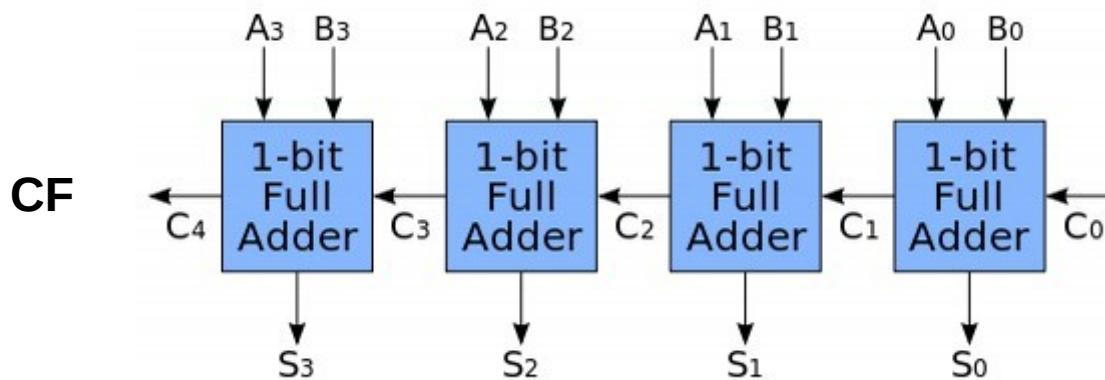 A3 B3 A2 B2 A1 B1 A0 B0
1-bit 1-bit 1-bit 1-bit
CF Full Full Full Full
Adder Adder Adder Adder
C4 C3 C2 C1 C0
S3 S2 S1 S0